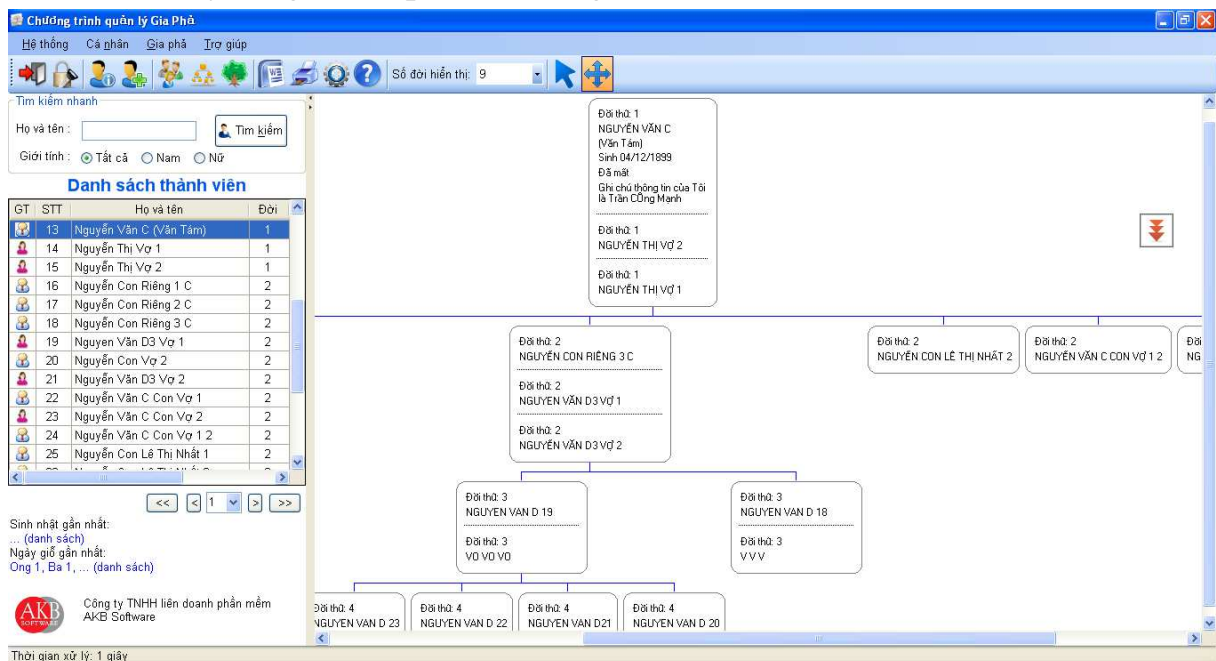 Chương trình quản lý Gia Phả
Hệ thống Cá nhân Gia phả Trợ giúp
Số đời hiển thị: 9
Tìm kiếm nhanh
Họ và tên :
Tìm kiếm
Giới tính : Tất cả Nam Nữ
Danh sách thành viên
GT STT Họ và tên Đời
13 Nguyễn Văn C (Văn Tám) 1
14 Nguyễn Thị Vợ 1 1
15 Nguyễn Thị Vợ 2 1
16 Nguyễn Con Riêng 1 C 2
17 Nguyễn Con Riêng 2 C 2
18 Nguyễn Con Riêng 3 C 2
19 Nguyen Văn D3 Vợ 1 2
20 Nguyễn Con Vợ 2 2
21 Nguyễn Văn D3 Vợ 2 2
22 Nguyễn Văn C Con Vợ 1 2
23 Nguyễn Văn C Con Vợ 2 2
24 Nguyễn Văn C Con Vợ 1 2 2
25 Nguyễn Con Lê Thị Nhất 1 2
<< < 1 > >>
Sinh nhật gần nhất:
... (danh sách)
Ngày giỗ gần nhất:
Ong 1, Ba 1, ... (danh sách)
AKB
SOFTWARE
Công ty TNHH liên doanh phần mềm
AKB Software
Thời gian xử lý: 1 giây
Đời thứ: 1
NGUYỄN VĂN C
(Văn Tám)
Sinh 04/12/1899
Đã mất
Ghi chú thông tin của Tôi
là Trần CÔng Mạnh
Đời thứ: 1
NGUYỄN THỊ VỢ 2
Đời thứ: 1
NGUYỄN THỊ VỢ 1
Đời thứ: 2
NGUYỄN CON RIÊNG 3 C
Đời thứ: 2
NGUYEN VĂN D3 VỢ 1
Đời thứ: 2
NGUYỄN VĂN D3 VỢ 2
Đời thứ: 2
NGUYỄN CON LÊ THỊ NHẤT 2
Đời thứ: 2
NGUYỄN VĂN C CON VỢ 1 2
Đời thứ: 3
NGUYEN VAN D 19
Đời thứ: 3
VO VO VO
Đời thứ: 3
NGUYEN VAN D 18
Đời thứ: 3
V V V
Đời thứ: 4
NGUYEN VAN D 23
Đời thứ: 4
NGUYEN VAN D 22
Đời thứ: 4
NGUYEN VAN D21
Đời thứ: 4
NGUYEN VAN D 20